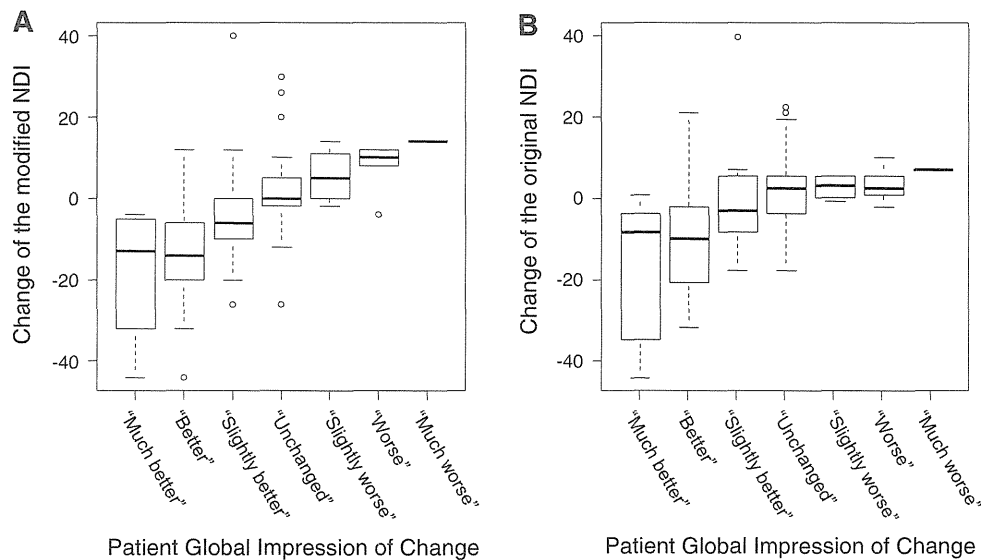 A
Change of the modified NDI
40
20
0
-20
-40
"Much better"
"Better"
"Slightly better"
"Unchanged"
"Slightly worse"
"Worse"
"Much worse"
Patient Global Impression of Change
B
Change of the original NDI
40
20
0
-20
-40
"Much better"
"Better"
"Slightly better"
"Unchanged"
"Slightly worse"
"Worse"
"Much worse"
Patient Global Impression of Change